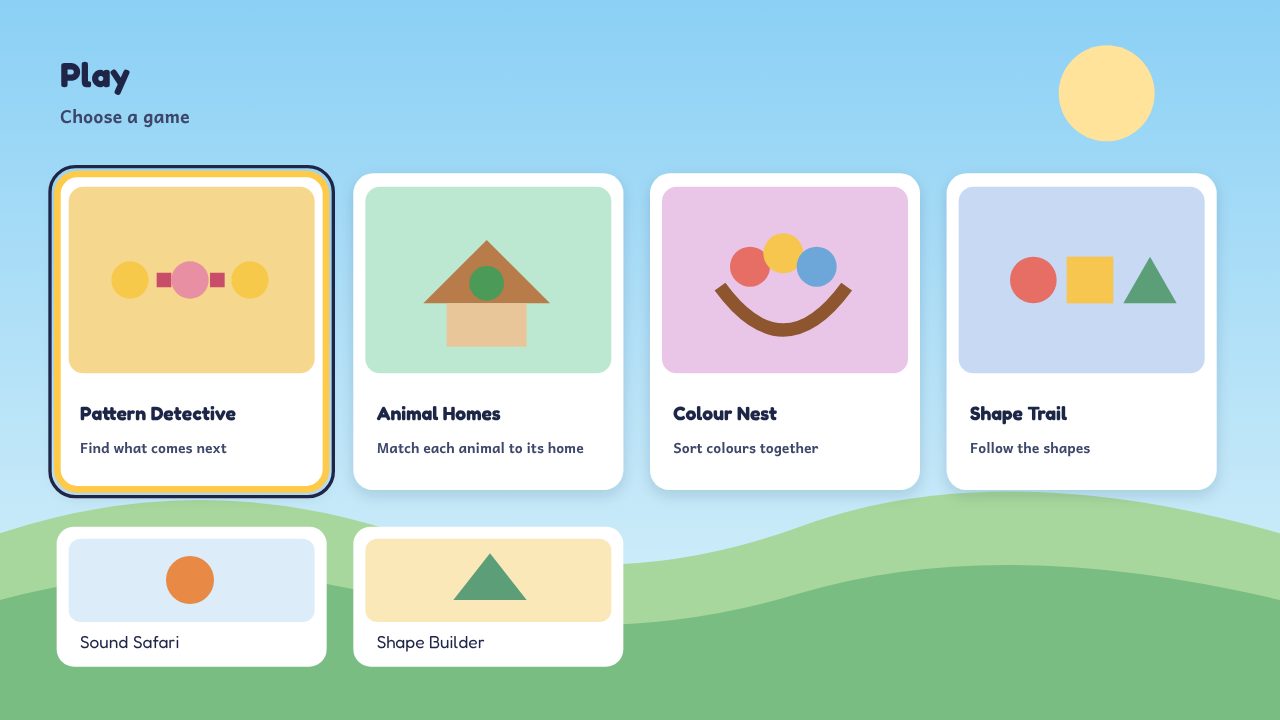 Play
Choose a game
Pattern Detective
Find what comes next
Animal Homes
Match each animal to its home
Colour Nest
Sort colours together
Shape Trail
Follow the shapes
Sound Safari
Shape Builder